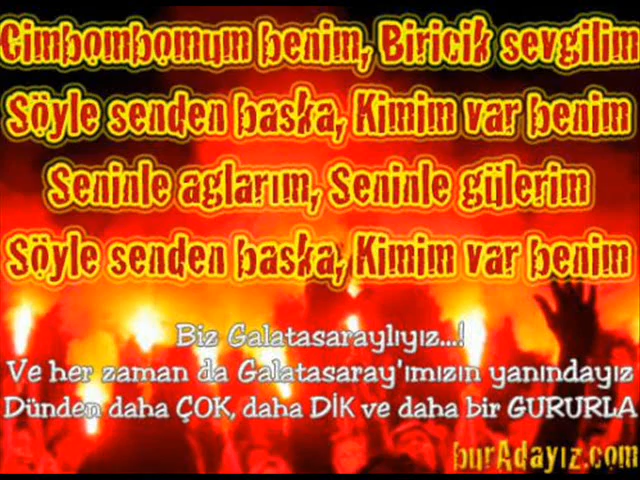 Cimbombomum benim, Biricik sevgilim
Söyle senden baska, Kimim var benim
Seninle aglarım, Seninle gülerim
Söyle senden baska, Kimim var benim
Biz Galatasaraylıyız...!
Ve her zaman da Galatasaray'ımızın yanındayız
Dünden daha ÇOK, daha DİK ve daha bir GURURLA
burAdayız.com